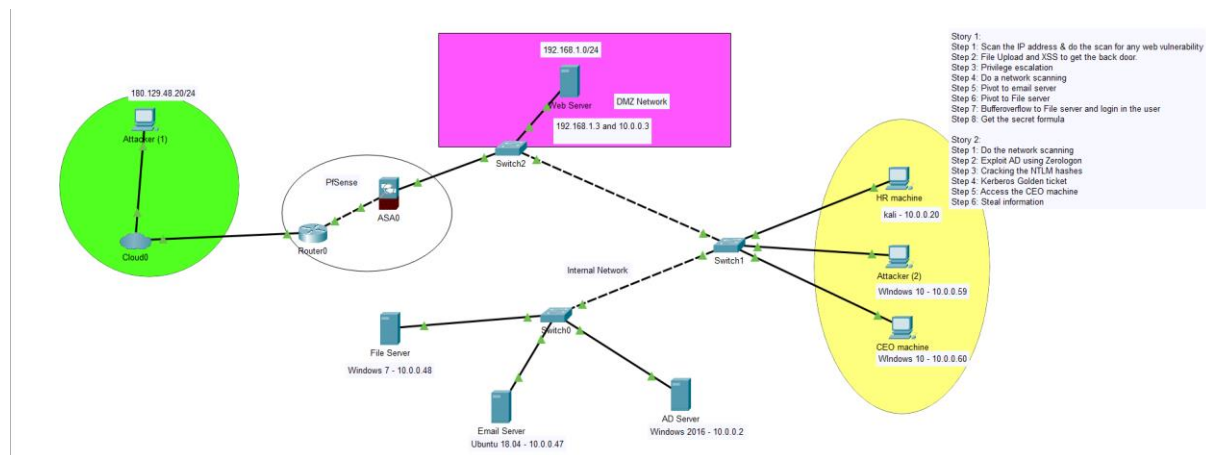 192.168.1.0/24
Web Server
DMZ Network
192.168.1.3 and 10.0.0.3
Switch2
180.129.48.20/24
Attacker (1)
Cloud0
PfSense
ASA0
Router0
Internal Network
Switch1
Switch0
File Server
Windows 7 - 10.0.0.48
Email Server
Ubuntu 18.04 - 10.0.0.47
AD Server
Windows 2016 - 10.0.0.2
HR machine
kali - 10.0.0.20
Attacker (2)
WIndows 10 - 10.0.0.59
CEO machine
WIndows 10 - 10.0.0.60
Story 1:
Step 1: Scan the IP address & do the scan for any web vulnerability
Step 2: File Upload and XSS to get the back door.
Step 3: Privilege escalation
Step 4: Do a network scanning
Step 5: Pivot to email server
Step 6: Pivot to File server
Step 7: Bufferoverflow to File server and login in the user
Step 8: Get the secret formula
Story 2:
Step 1: Do the network scanning
Step 2: Exploit AD using Zerologon
Step 3: Cracking the NTLM hashes
Step 4: Kerberos Golden ticket
Step 5: Access the CEO machine
Step 6: Steal information